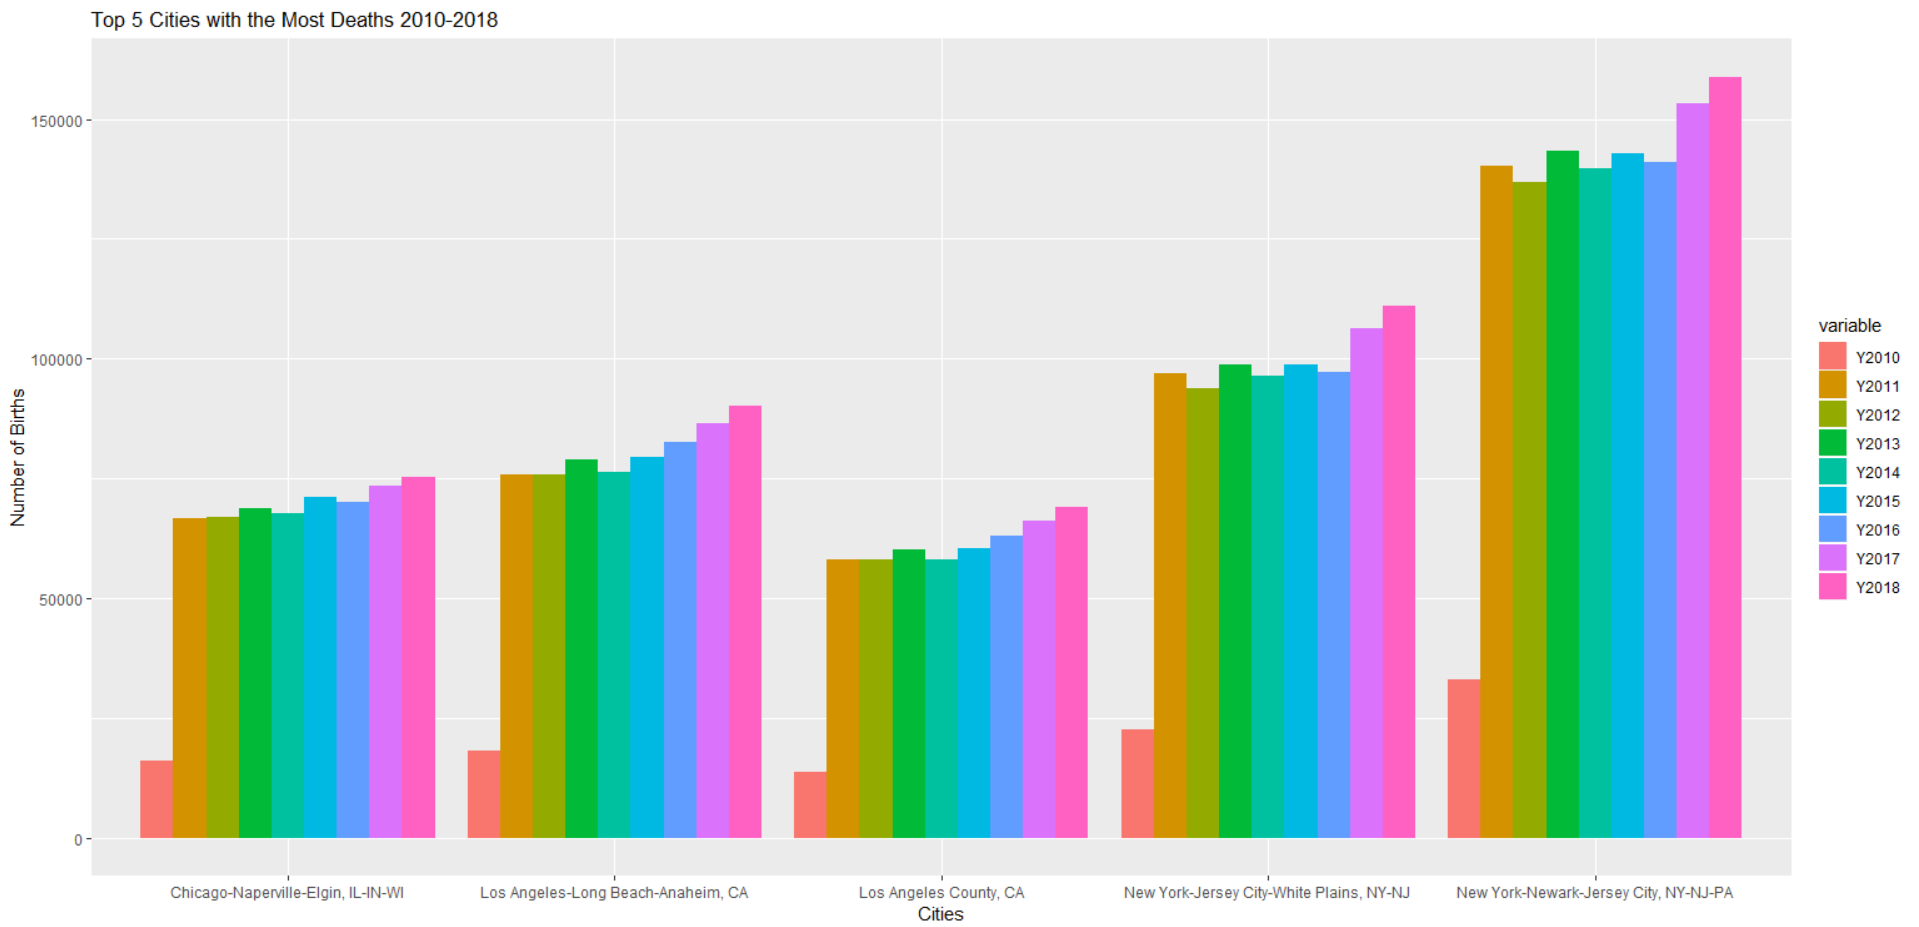 Top 5 Cities with the Most Deaths 2010-2018
Number of Births
150000
100000
50000
0
Chicago-Naperville-Elgin, IL-IN-WI
Los Angeles-Long Beach-Anaheim, CA
Los Angeles County, CA
New York-Jersey City-White Plains, NY-NJ
New York-Newark-Jersey City, NY-NJ-PA
Cities
variable
Y2010
Y2011
Y2012
Y2013
Y2014
Y2015
Y2016
Y2017
Y2018